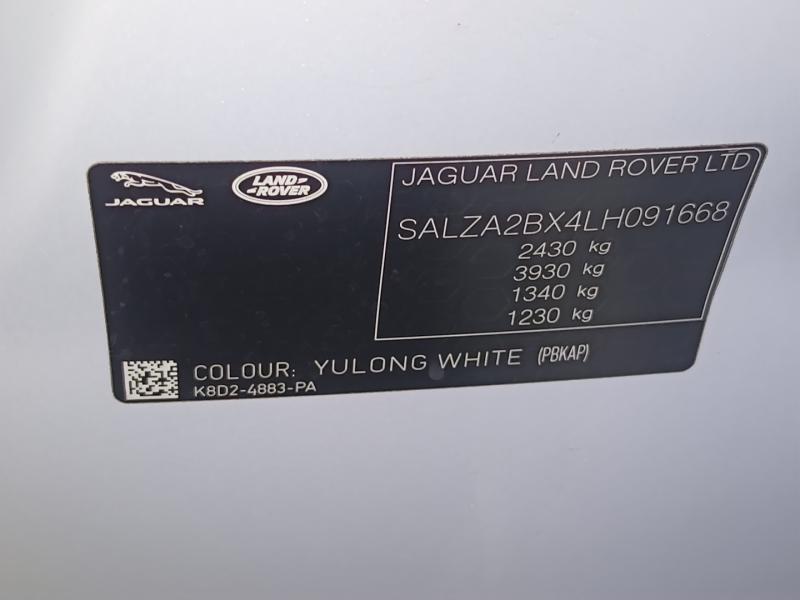 JAGUAR
LAND-
-ROVER
JAGUAR LAND ROVER LTD
SALZA2BX4LH091668
2430 kg
3930 kg
1340 kg
1230 kg
COLOUR: YULONG WHITE (PBKAP)
K8D2-4883-PA